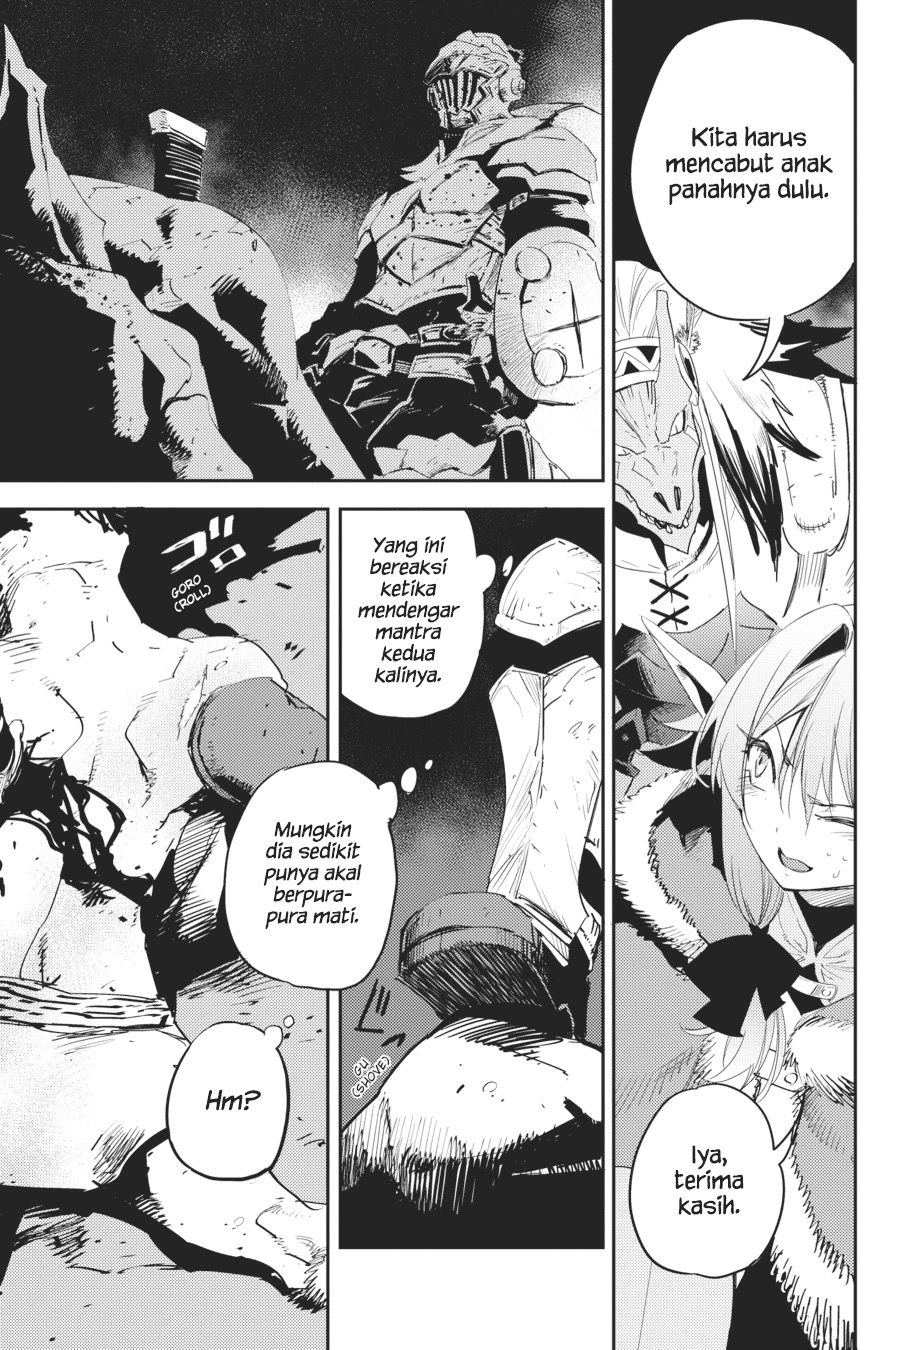 Kita harus
mencabut anak
panahnya dulu.
Iya,
terima
kasih.
Yang ini
bereaksi
ketika
mendengar
mantra
kedua
kalinya.
Mungkin
dia sedikit
punya akal
berpura-
pura mati.
グッ
GU
(SHOVE)
ゴロ
GORO
(ROLL)
Hm?